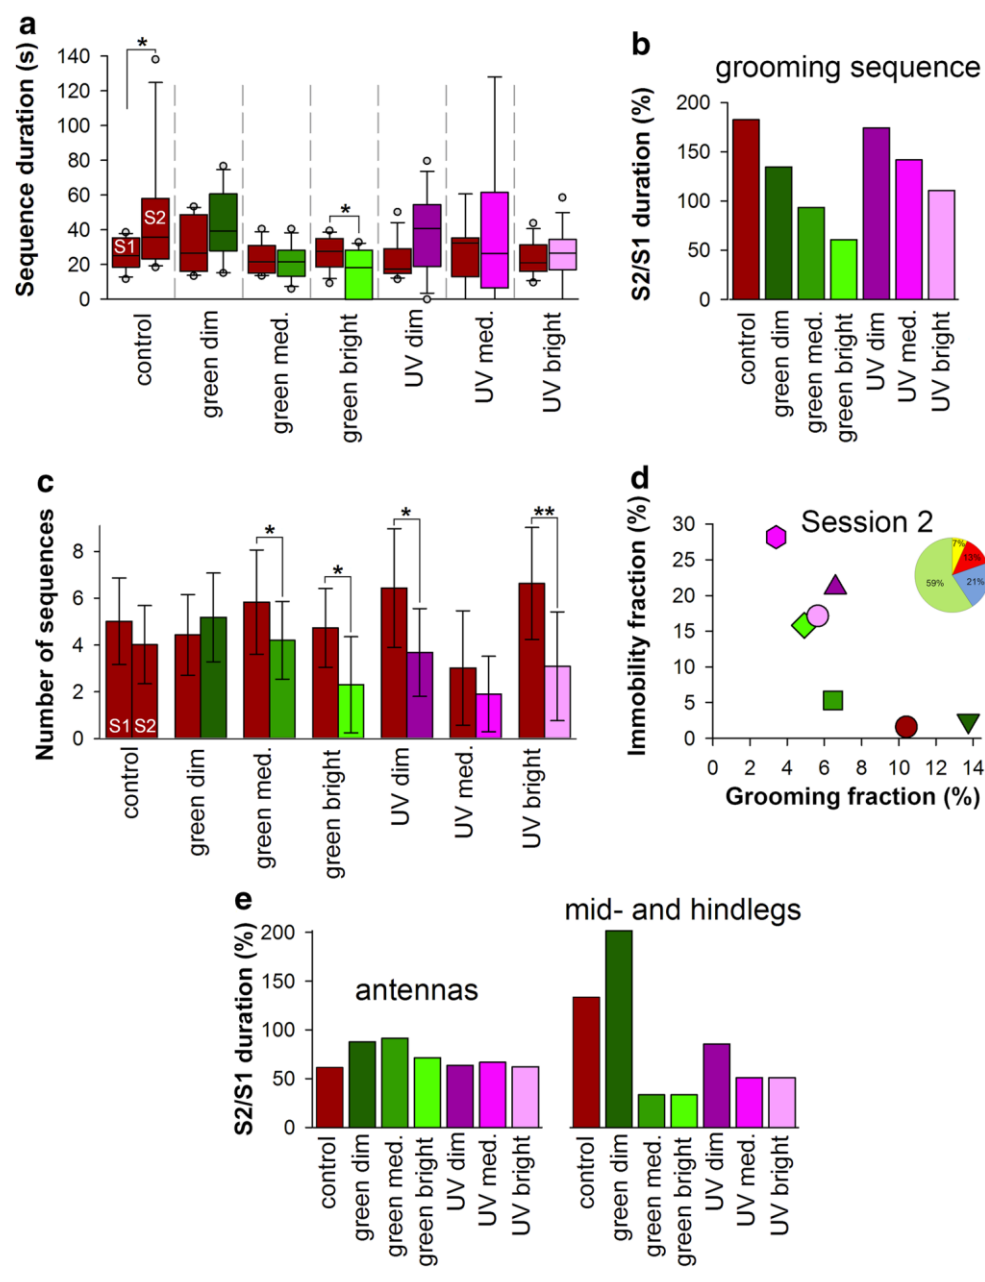 a
Sequence duration (s)
140
120
100
80
60
40
20
0
*
S1
S2
*
control
green dim
green med.
green bright
UV dim
UV med.
UV bright
b
grooming sequence
S2/S1 duration (%)
200
150
100
50
0
control
green dim
green med.
green bright
UV dim
UV med.
UV bright
c
Number of sequences
8
6
4
2
0
*
*
*
**
S1 S2
control
green dim
green med.
green bright
UV dim
UV med.
UV bright
d
Session 2
Immobility fraction (%)
30
25
20
15
10
5
0
7%
13%
21%
59%
0 2 4 6 8 10 12 14
Grooming fraction (%)
e
S2/S1 duration (%)
antennas
200
150
100
50
0
control
green dim
green med.
green bright
UV dim
UV med.
UV bright
mid- and hindlegs
control
green dim
green med.
green bright
UV dim
UV med.
UV bright